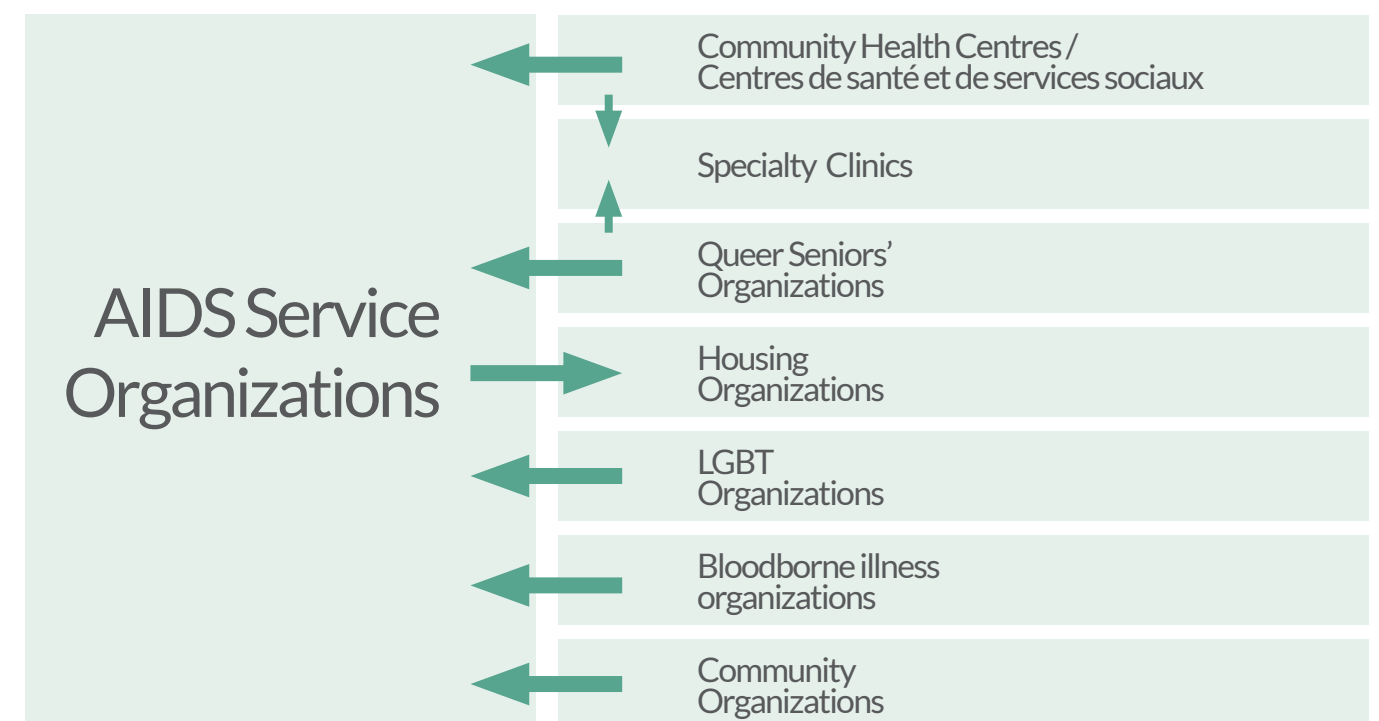 AIDS Service
Organizations
Community Health Centres /
Centres de santé et de services sociaux
Specialty Clinics
Queer Seniors’
Organizations
Housing
Organizations
LGBT
Organizations
Bloodborne illness
organizations
Community
Organizations